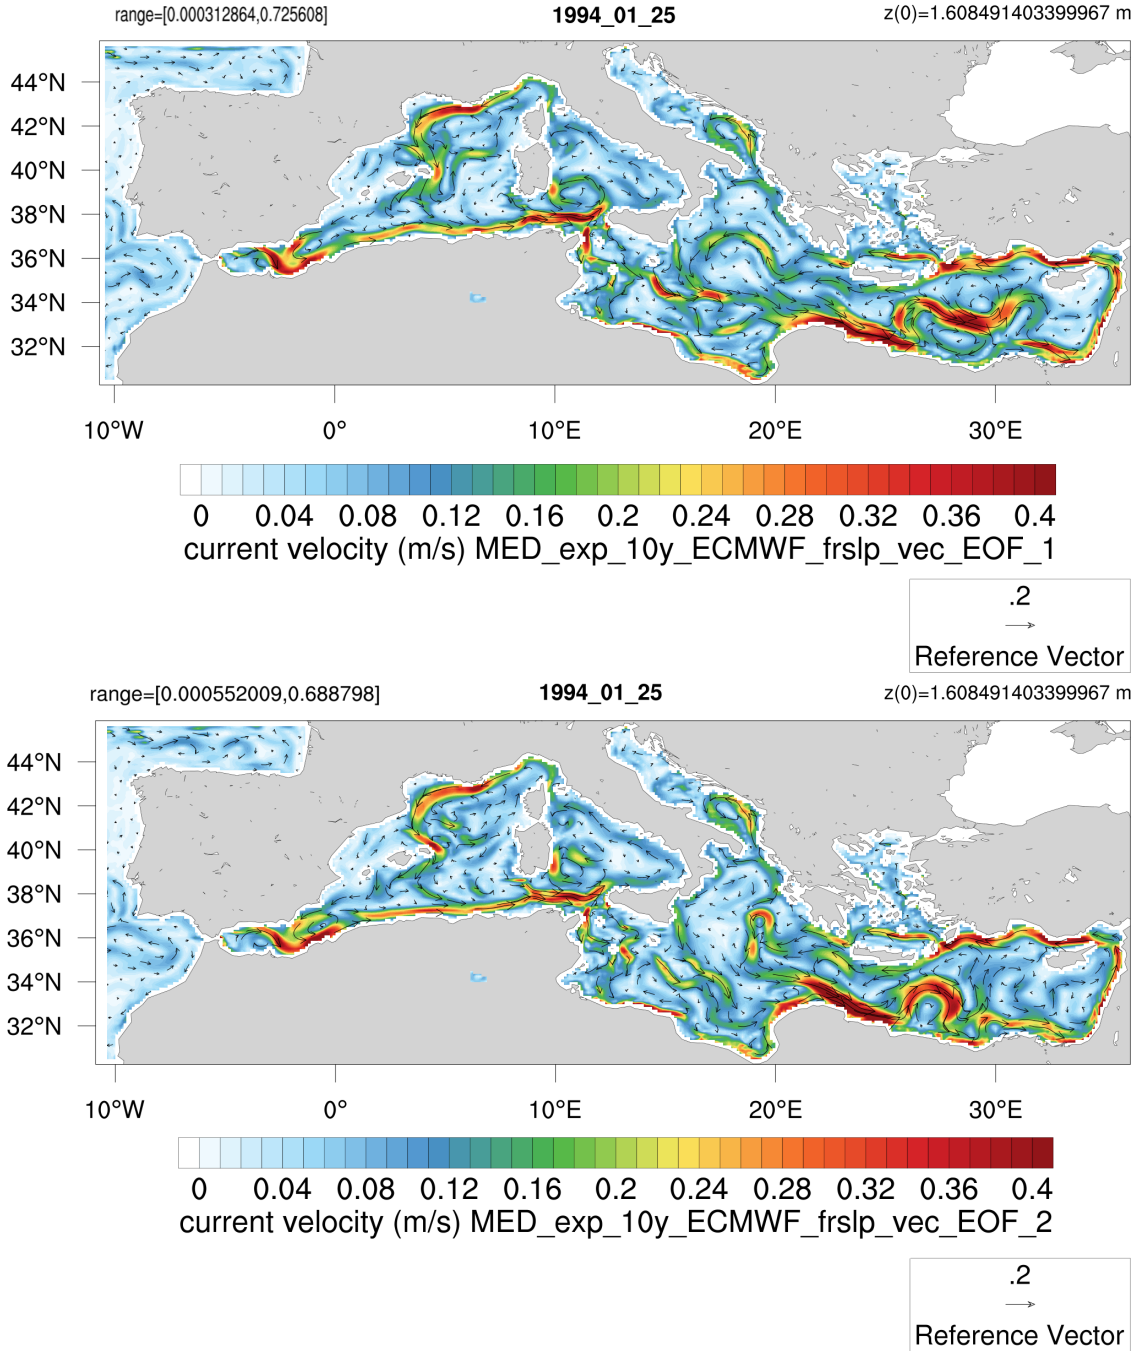 range=[0.000312864,0.725608] 1994_01_25 z(0)=1.608491403399967 m
44°N
42°N
40°N
38°N
36°N
34°N
32°N
10°W 0° 10°E 20°E 30°E
0 0.04 0.08 0.12 0.16 0.2 0.24 0.28 0.32 0.36 0.4
current velocity (m/s) MED_exp_10y_ECMWF_frslp_vec_EOF_1
.2
Reference Vector
range=[0.000552009,0.688798] 1994_01_25 z(0)=1.608491403399967 m
44°N
42°N
40°N
38°N
36°N
34°N
32°N
10°W 0° 10°E 20°E 30°E
0 0.04 0.08 0.12 0.16 0.2 0.24 0.28 0.32 0.36 0.4
current velocity (m/s) MED_exp_10y_ECMWF_frslp_vec_EOF_2
.2
Reference Vector